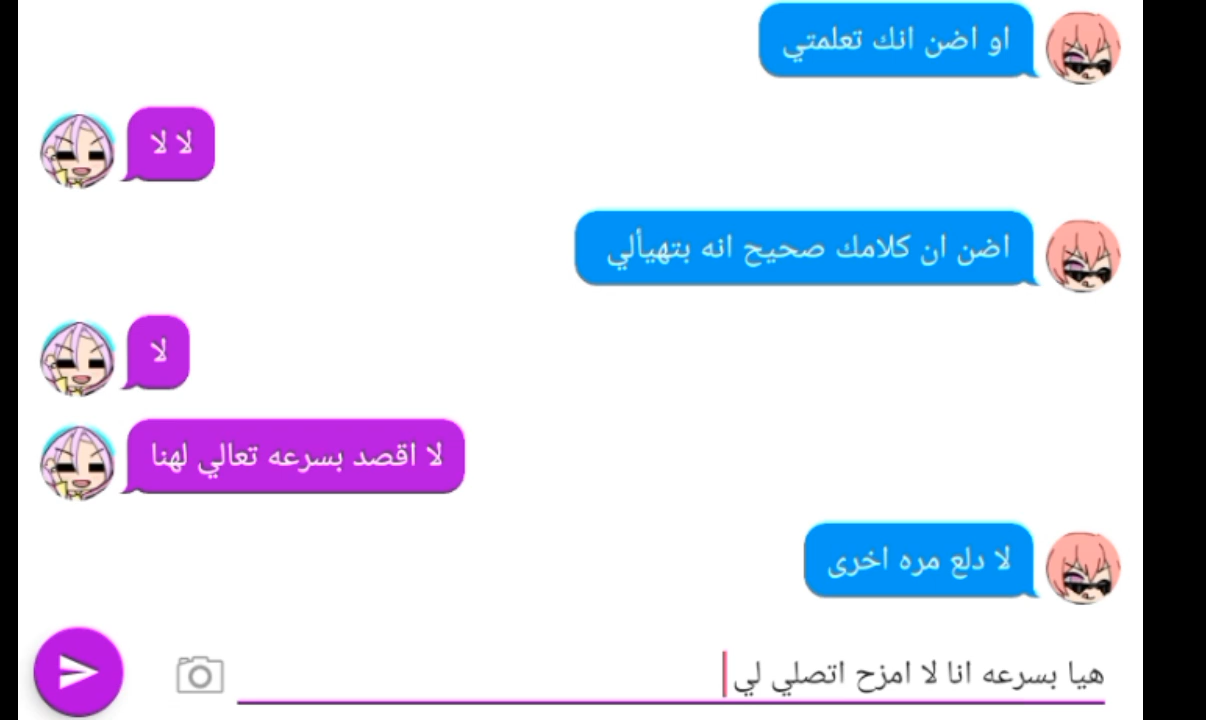 او اضن انك تعلمتي
لا لا
اضن ان كلامك صحيح انه بتهيألي
لا
لا اقصد بسرعه تعالي لهنا
لا دلع مره اخرى
هيا بسرعه انا لا امزح اتصلي لي